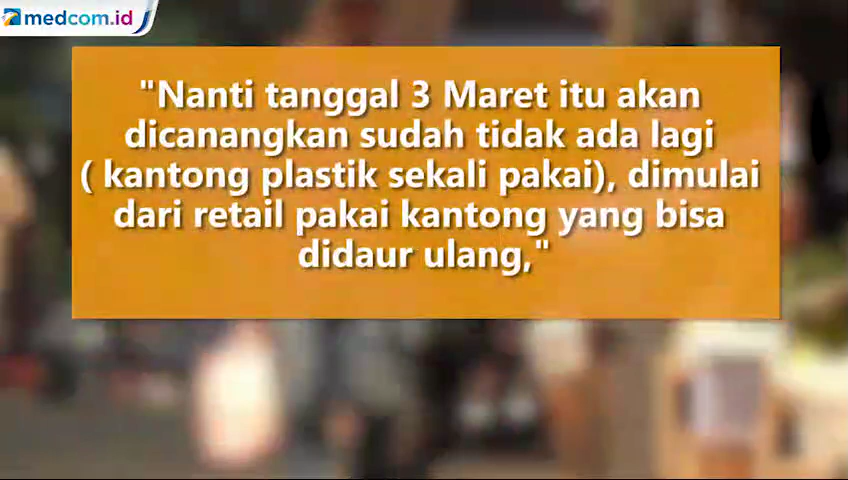 medcom.id
"Nanti tanggal 3 Maret itu akan
dicanangkan sudah tidak ada lagi
( kantong plastik sekali pakai), dimulai
dari retail pakai kantong yang bisa
didaur ulang,"